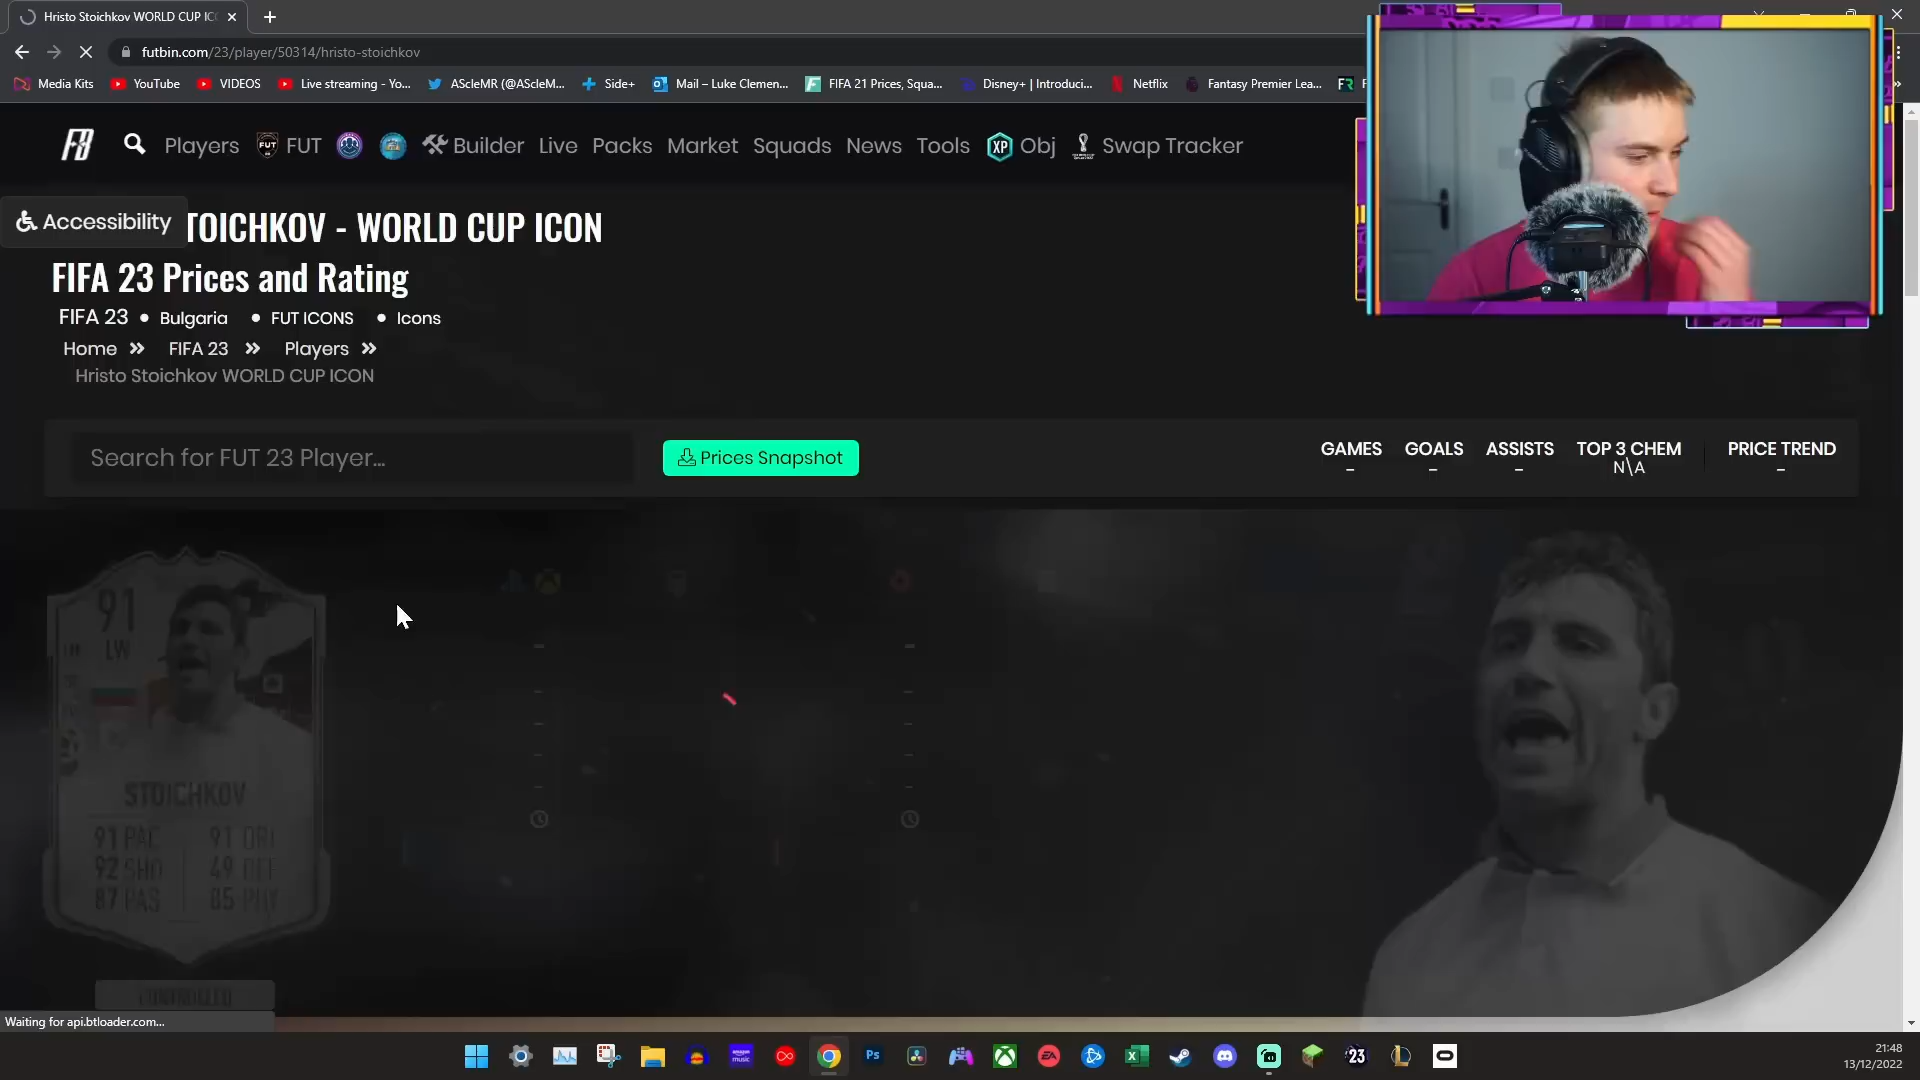 Hristo Stoichkov WORLD CUP IC
futbin.com/23/player/50314/hristo-stoichkov
Media Kits YouTube VIDEOS Live streaming - Yo... AScleMR (@AScleM... Side+ Mail – Luke Clemen... FIFA 21 Prices, Squa... Disney+ | Introduci... Netflix Fantasy Premier Lea...
Players FUT Builder Live Packs Market Squads News Tools XP Obj Swap Tracker
Accessibility
TOICHKOV - WORLD CUP ICON
FIFA 23 Prices and Rating
FIFA 23 • Bulgaria • FUT ICONS • Icons
Home » FIFA 23 » Players »
Hristo Stoichkov WORLD CUP ICON
Search for FUT 23 Player...
Prices Snapshot
GAMES GOALS ASSISTS TOP 3 CHEM PRICE TREND
– – – N\A –
91
LW
STOICHKOV
91 PAC 91 DRI
92 SHO 49 DEF
87 PAS 85 PHY
CONTROLLED
Waiting for api.btloader.com...
21:48
13/12/2022